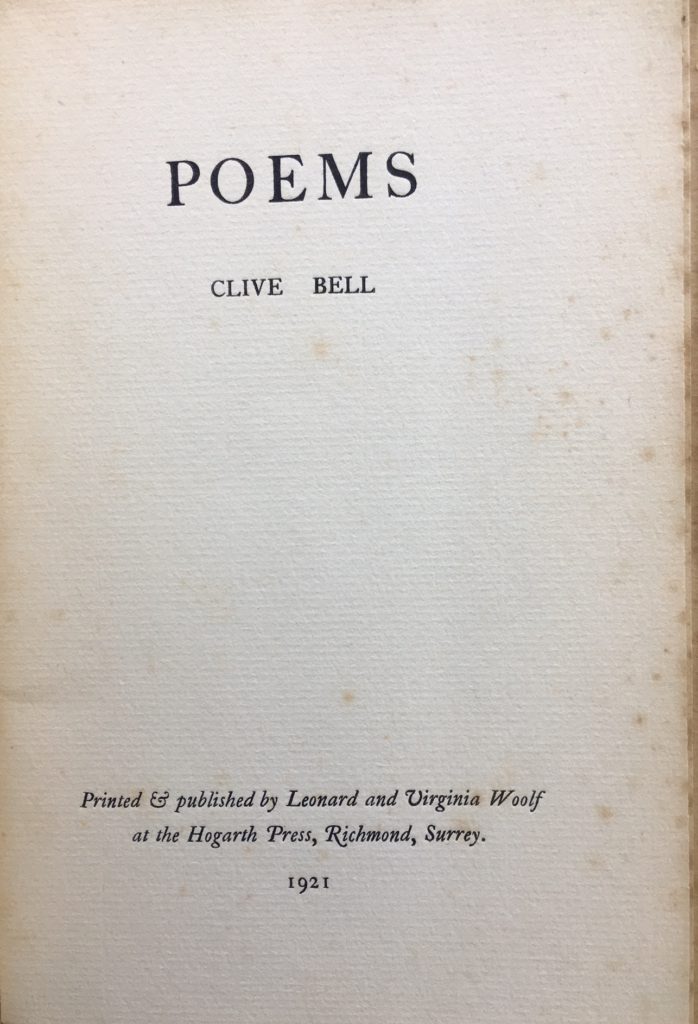 POEMS
CLIVE BELL
Printed & published by Leonard and Virginia Woolf
at the Hogarth Press, Richmond, Surrey.
1921